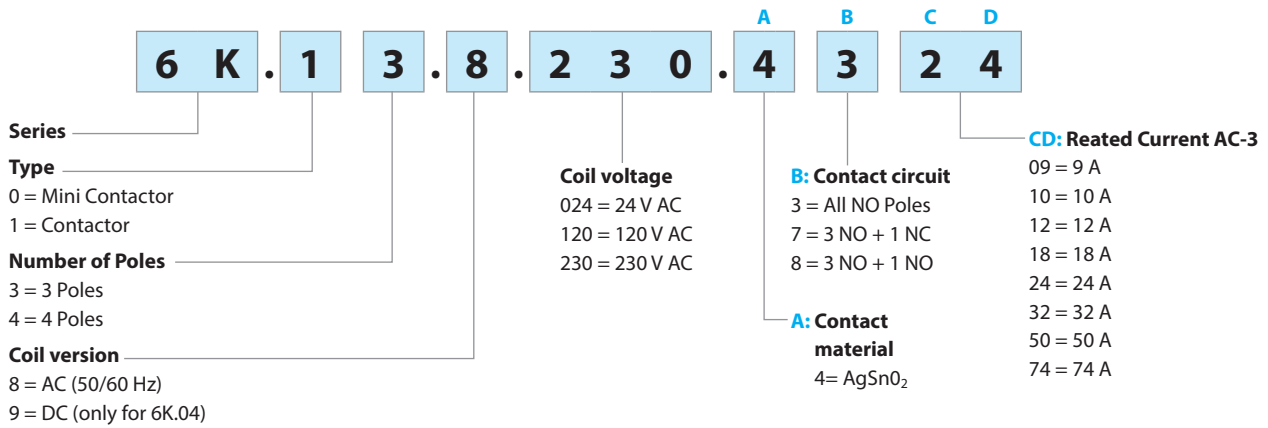 A B C D
6 K . 1 3 . 8 . 2 3 0 . 4 3 2 4
Series
Type
0 = Mini Contactor
1 = Contactor
Number of Poles
3 = 3 Poles
4 = 4 Poles
Coil version
8 = AC (50/60 Hz)
9 = DC (only for 6K.04)
Coil voltage
024 = 24 V AC
120 = 120 V AC
230 = 230 V AC
B: Contact circuit
3 = All NO Poles
7 = 3 NO + 1 NC
8 = 3 NO + 1 NO
A: Contact
material
4= AgSn0₂
CD: Reated Current AC-3
09 = 9 A
10 = 10 A
12 = 12 A
18 = 18 A
24 = 24 A
32 = 32 A
50 = 50 A
74 = 74 A